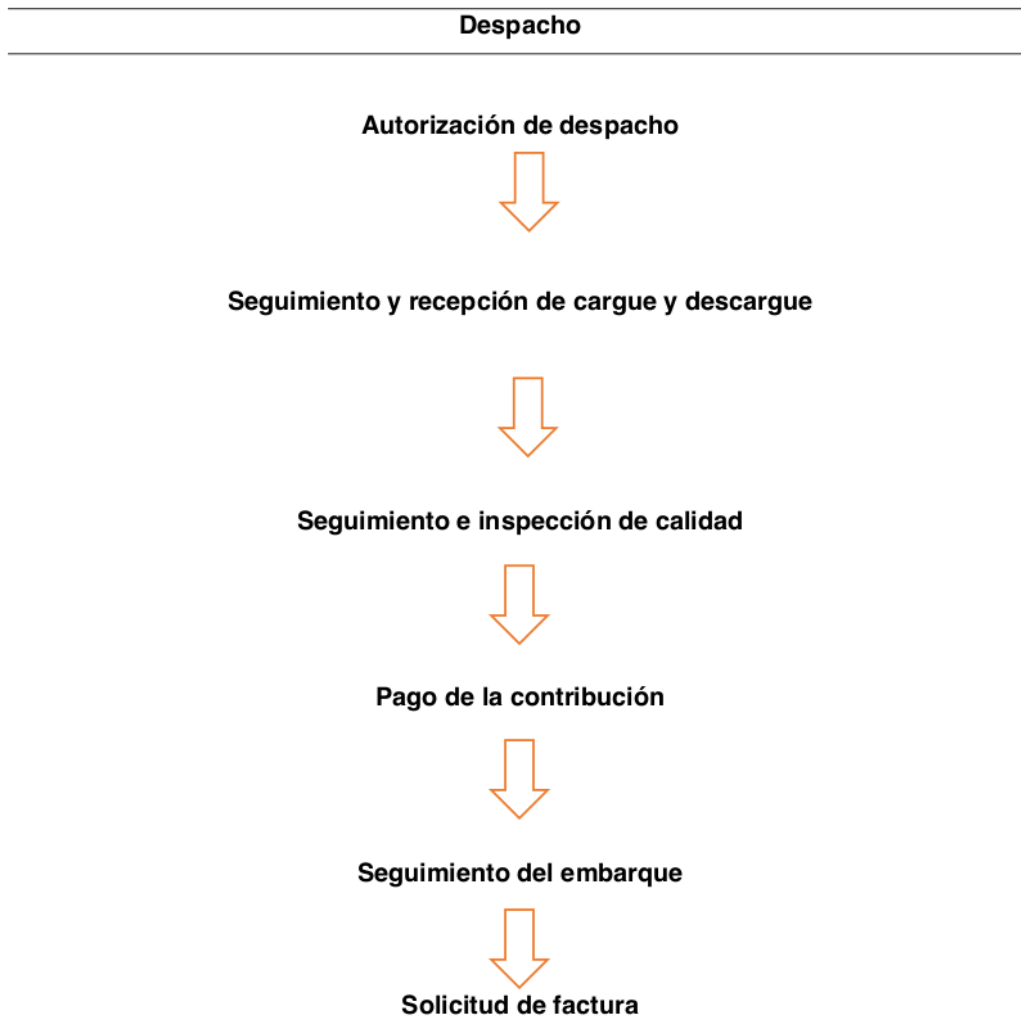 Despacho
Autorización de despacho
Seguimiento y recepción de cargue y descargue
Seguimiento e inspección de calidad
Pago de la contribución
Seguimiento del embarque
Solicitud de factura